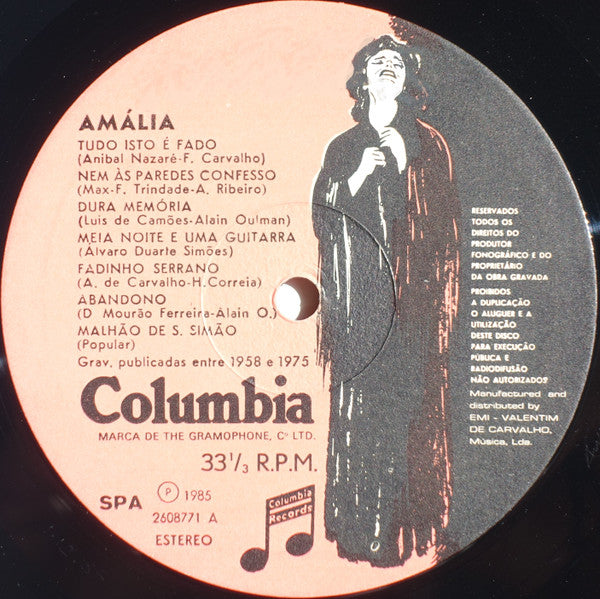 AMÁLIA
TUDO ISTO É FADO
(Anibal Nazaré-F. Carvalho)
NEM ÀS PAREDES CONFESSO
(Max-F. Trindade-A. Ribeiro)
DURA MEMÓRIA
(Luis de Camões-Alain Oulman)
MEIA NOITE E UMA GUITARRA
(Álvaro Duarte Simões)
FADINHO SERRANO
(A. de Carvalho-H.Correia)
ABANDONO
(D Mourão Ferreira-Alain O.)
MALHÃO DE S. SIMÃO
(Popular)
Grav. publicadas entre 1958 e 1975
Columbia
MARCA DE THE GRAMOPHONE, Cº LTD.
33 1/3 R.P.M.
SPA
Ⓟ 1985
2608771 A
ESTEREO
Columbia
Records
RESERVADOS
TODOS OS
DIREITOS DO
PRODUTOR
FONOGRÁFICO E DO
PROPRIETÁRIO
DA OBRA GRAVADA
PROIBIDOS
A DUPLICAÇÃO
O ALUGUER E A
UTILIZAÇÃO
DESTE DISCO
PARA EXECUÇÃO
PÚBLICA E
RADIODIFUSÃO
NÃO AUTORIZADOS
Manufactured and
distributed by
EMI - VALENTIM
DE CARVALHO,
Música, Lda.